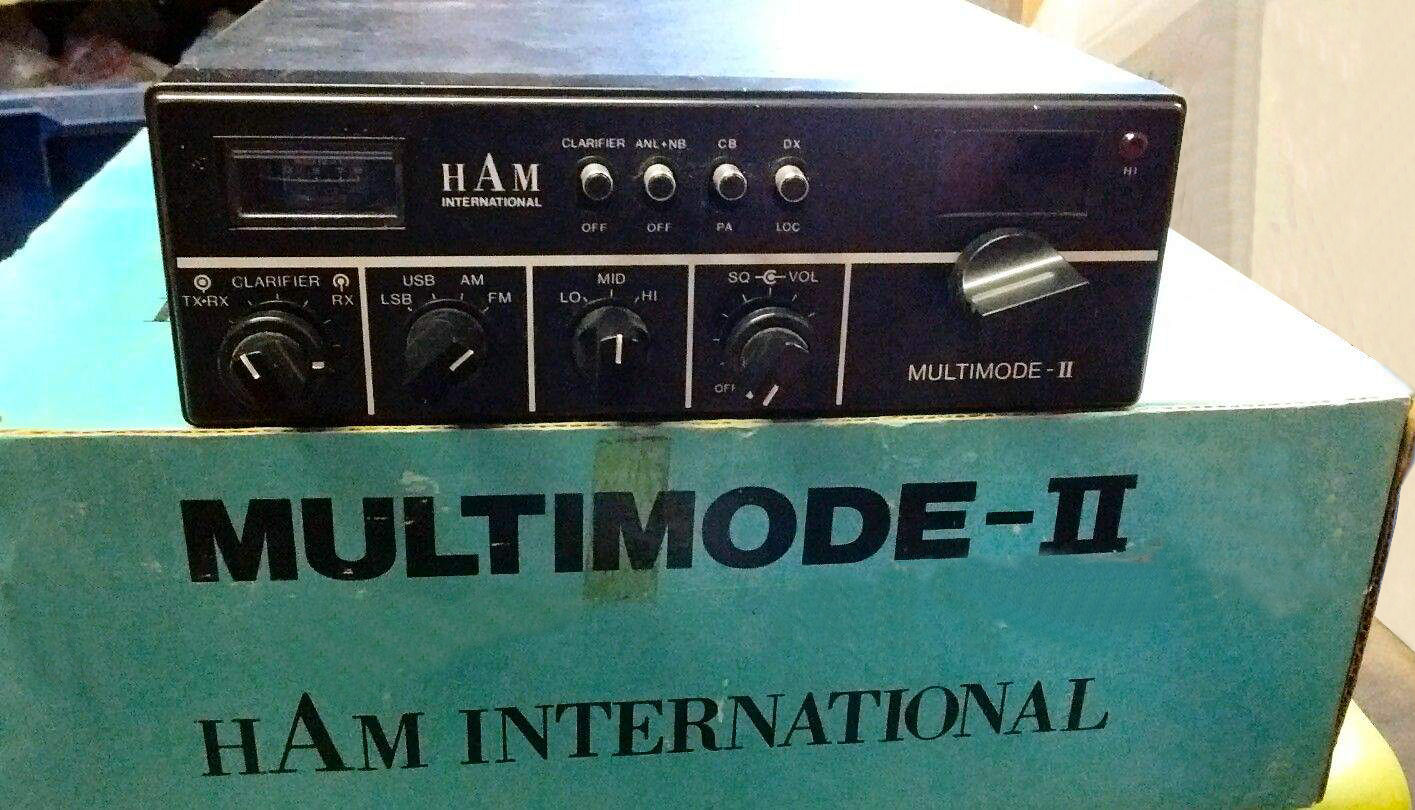 HAM
INTERNATIONAL
CLARIFIER ANL+NB CB DX
OFF OFF PA LOC
HI
CLARIFIER
TX•RX RX
USB AM
LSB FM
MID
LO HI
SQ VOL
OFF
MULTIMODE-II
MULTIMODE-II
HAM INTERNATIONAL